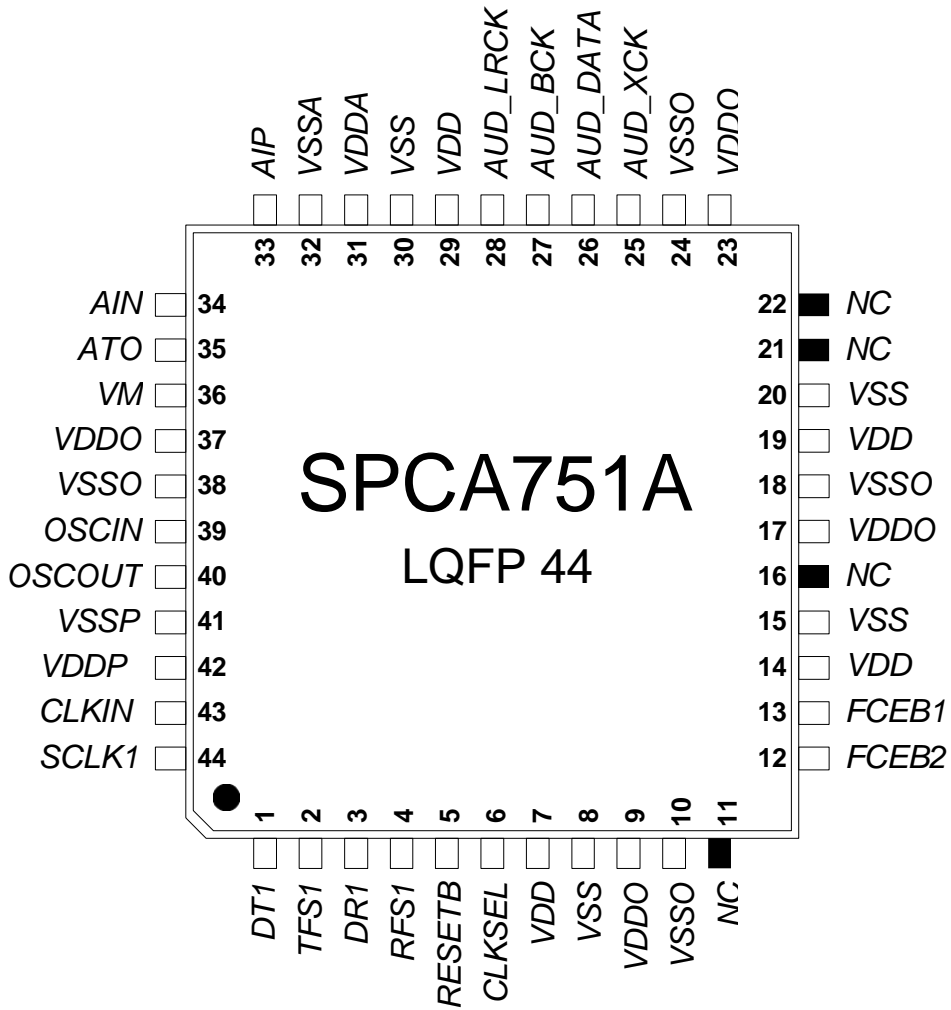 AIP
VSSA
VDDA
VSS
VDD
AUD_LRCK
AUD_BCK
AUD_DATA
AUD_XCK
VSSO
VDDO
33
32
31
30
29
28
27
26
25
24
23
AIN 34
ATO 35
VM 36
VDDO 37
VSSO 38
OSCIN 39
OSCOUT 40
VSSP 41
VDDP 42
CLKIN 43
SCLK1 44
SPCA751A
LQFP 44
22 NC
21 NC
20 VSS
19 VDD
18 VSSO
17 VDDO
16 NC
15 VSS
14 VDD
13 FCEB1
12 FCEB2
1
2
3
4
5
6
7
8
9
10
11
DT1
TFS1
DR1
RFS1
RESETB
CLKSEL
VDD
VSS
VDDO
VSSO
NC